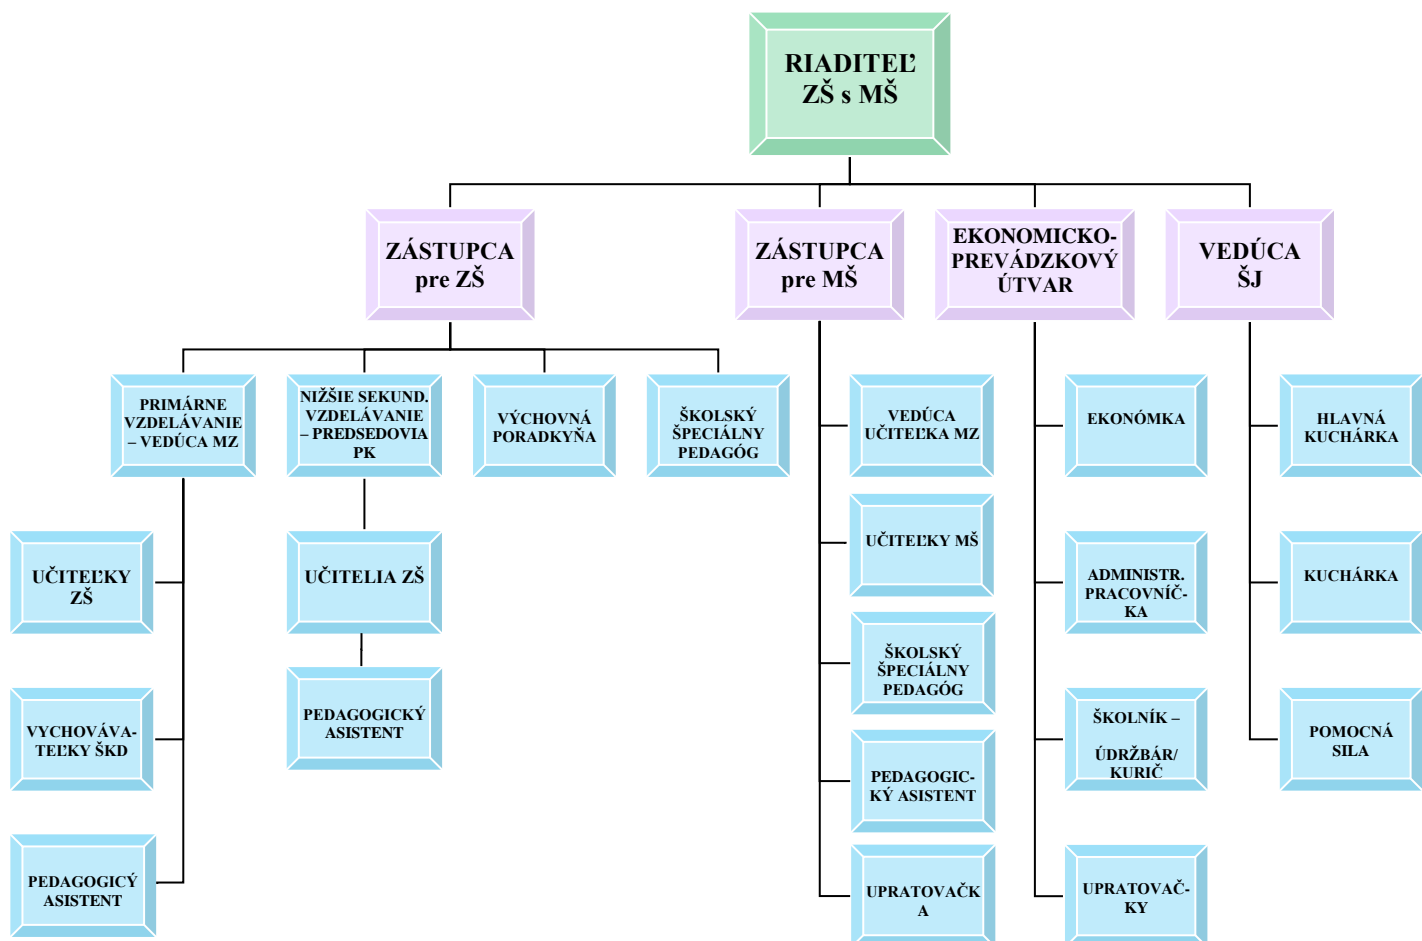 RIADITEĽ
ZŠ s MŠ
ZÁSTUPCA
pre ZŠ
ZÁSTUPCA
pre MŠ
EKONOMICKO-
PREVÁDZKOVÝ
ÚTVAR
VEDÚCA
ŠJ
PRIMÁRNE
VZDELÁVANIE
– VEDÚCA MZ
NIŽŠIE SEKUND.
VZDELÁVANIE
– PREDSEDOVIA
PK
VÝCHOVNÁ
PORADKYŇA
ŠKOLSKÝ
ŠPECIÁLNY
PEDAGÓG
VEDÚCA
UČITEĽKA MZ
EKONÓMKA
HLAVNÁ
KUCHÁRKA
UČITEĽKY
ZŠ
UČITELIA ZŠ
UČITEĽKY MŠ
ADMINISTR.
PRACOVNÍČ-
KA
KUCHÁRKA
VYCHOVÁVA-
TEĽKY ŠKD
PEDAGOGICKÝ
ASISTENT
ŠKOLSKÝ
ŠPECIÁLNY
PEDAGÓG
ŠKOLNÍK –
ÚDRŽBÁR/
KURIČ
POMOCNÁ
SILA
PEDAGOGIC-
KÝ ASISTENT
PEDAGOGICÝ
ASISTENT
UPRATOVAČK
A
UPRATOVAČ-
KY